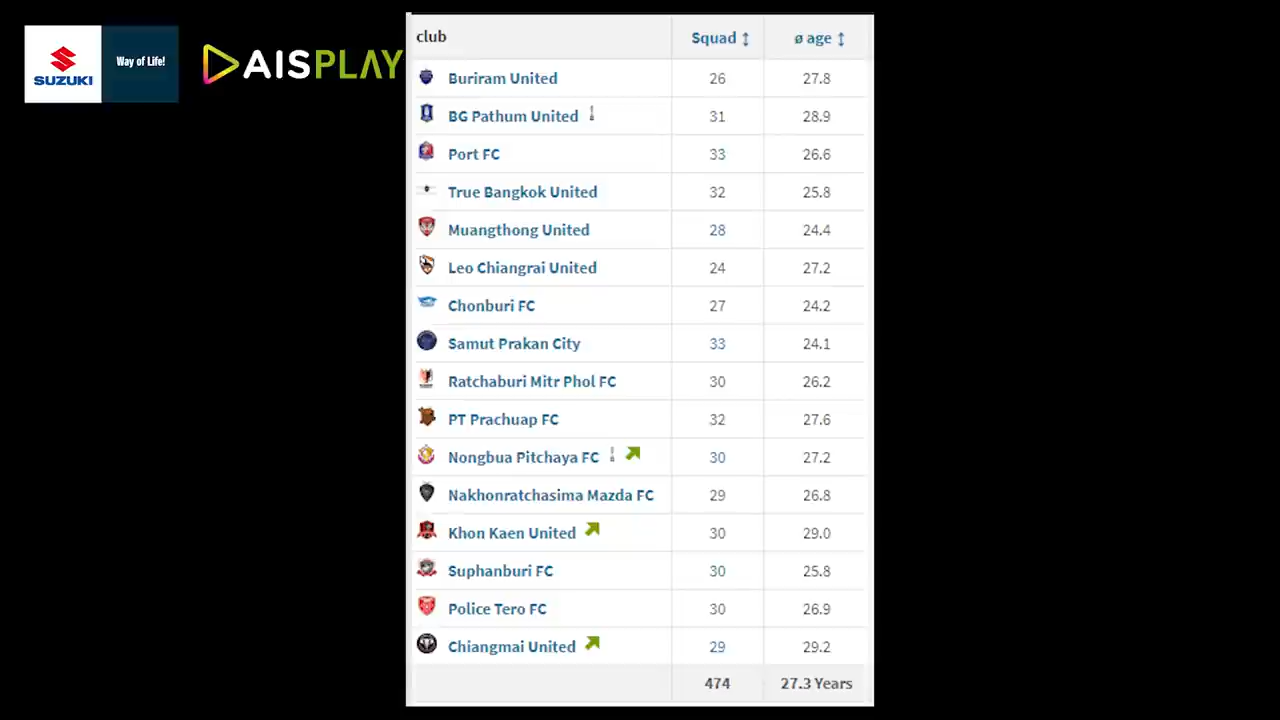 SUZUKI Way of Life! AISPLAY
club Squad ø age
Buriram United 26 27.8
BG Pathum United 31 28.9
Port FC 33 26.6
True Bangkok United 32 25.8
Muangthong United 28 24.4
Leo Chiangrai United 24 27.2
Chonburi FC 27 24.2
Samut Prakan City 33 24.1
Ratchaburi Mitr Phol FC 30 26.2
PT Prachuap FC 32 27.6
Nongbua Pitchaya FC 30 27.2
Nakhonratchasima Mazda FC 29 26.8
Khon Kaen United 30 29.0
Suphanburi FC 30 25.8
Police Tero FC 30 26.9
Chiangmai United 29 29.2
474 27.3 Years